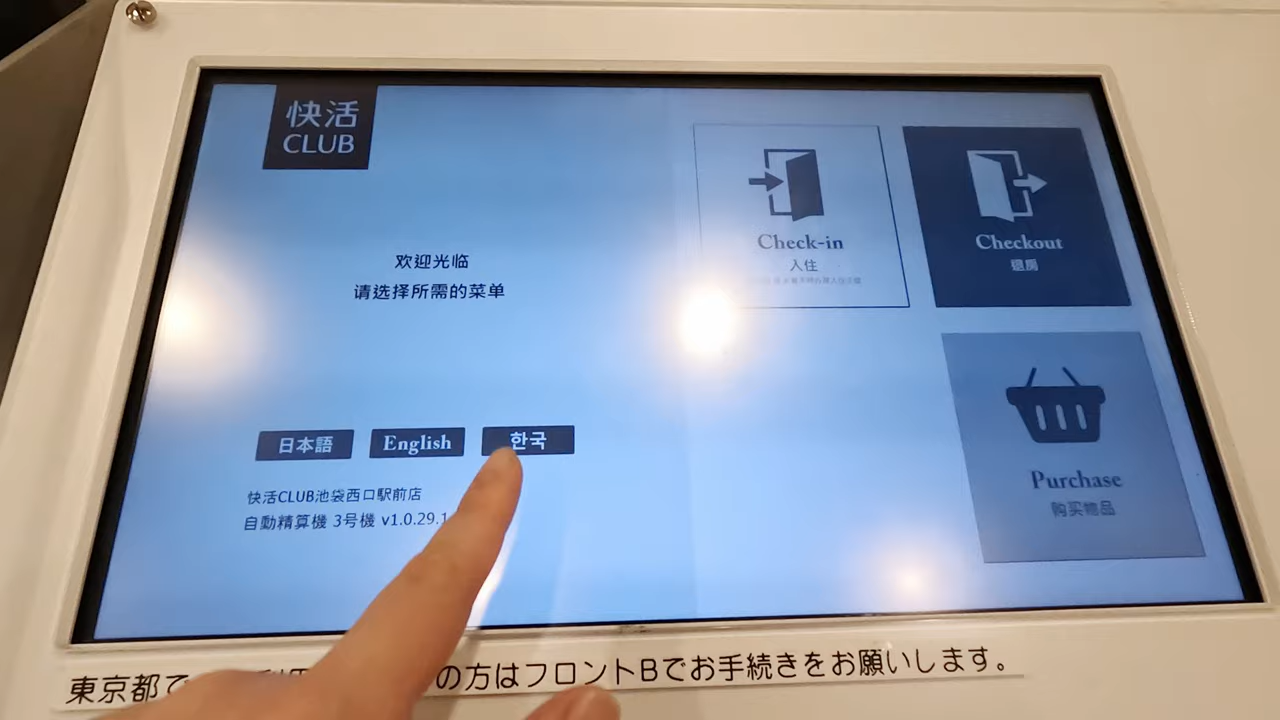 快活
CLUB
欢迎光临
请选择所需的菜单
日本語
English
한국
快活CLUB池袋西口駅前店
自動精算機 3号機 v1.0.29.1
Check-in
入住
Checkout
退房
Purchase
购买物品
東京都で
の方はフロントBでお手続きをお願いします。